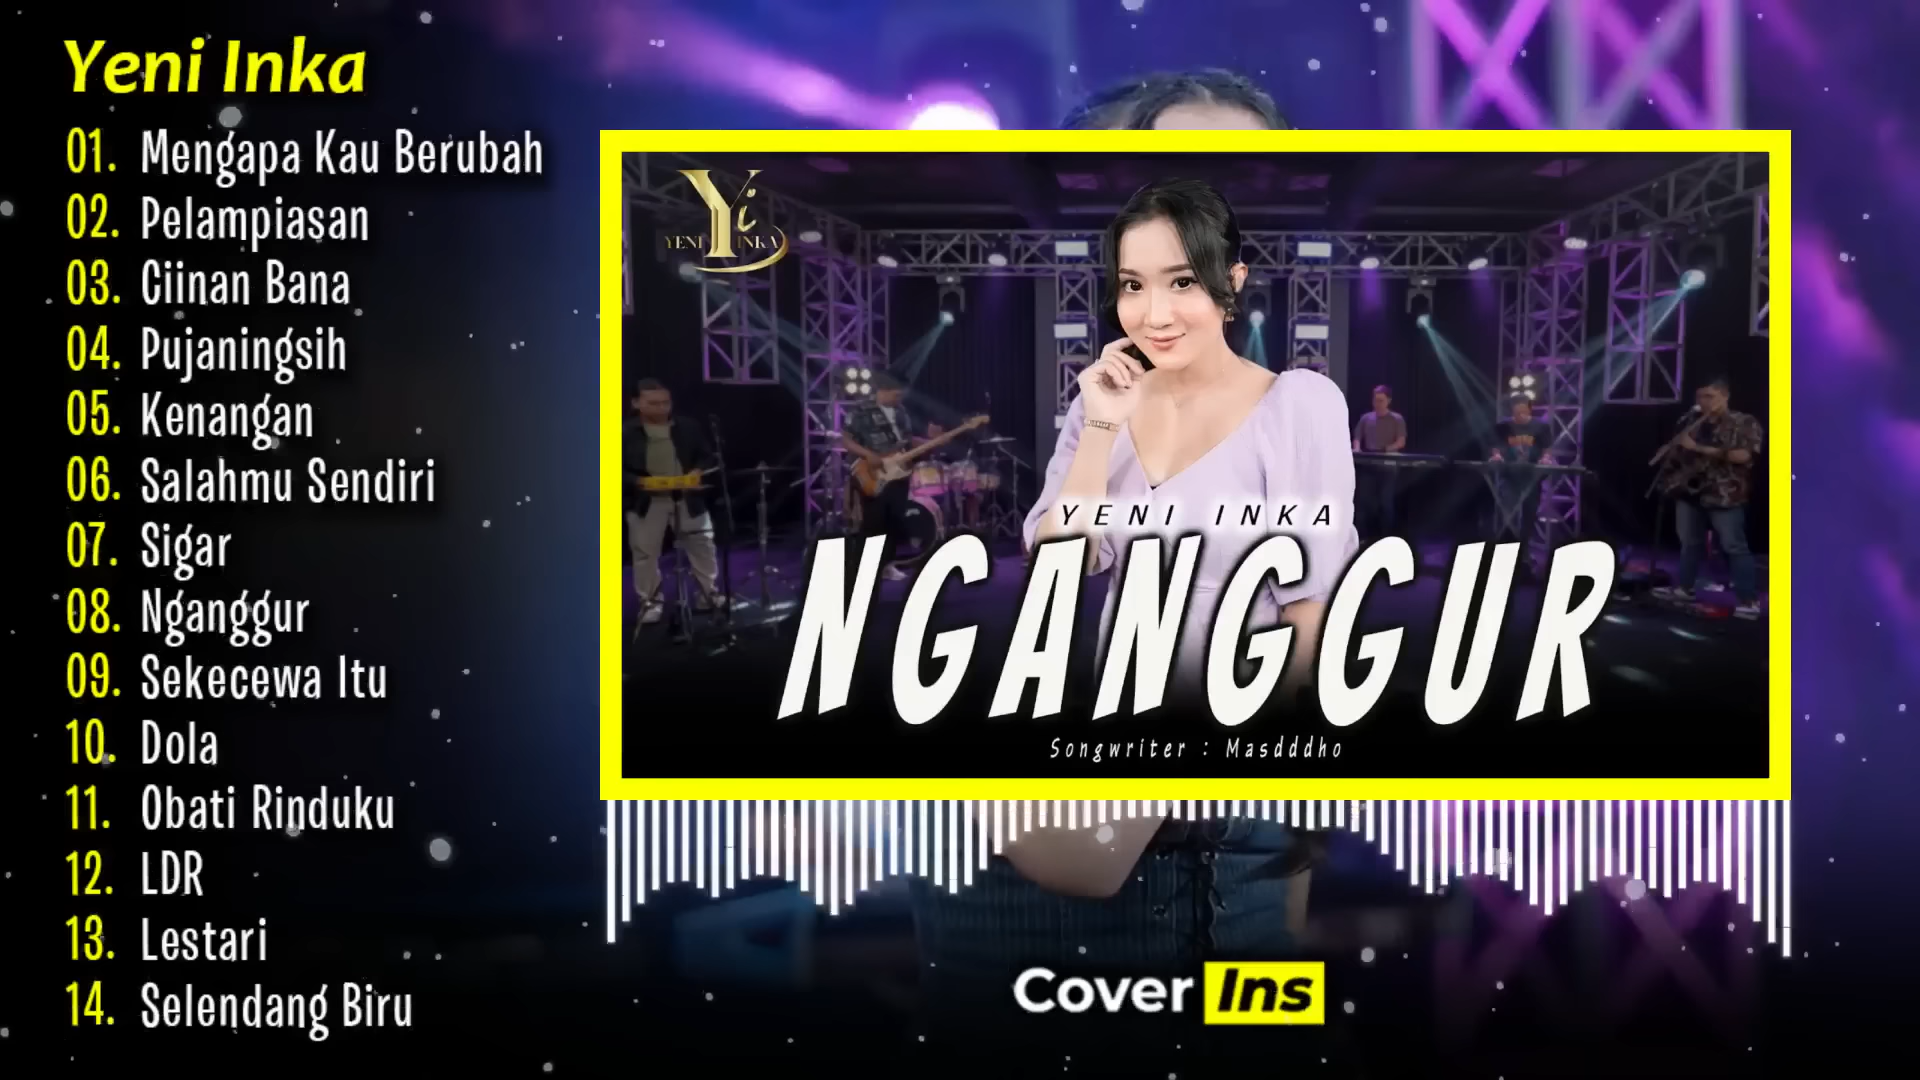 Yeni Inka
01. Mengapa Kau Berubah
02. Pelampiasan
03. Ciinan Bana
04. Pujaningsih
05. Kenangan
06. Salahmu Sendiri
07. Sigar
08. Nganggur
09. Sekecewa Itu
10. Dola
11. Obati Rinduku
12. LDR
13. Lestari
14. Selendang Biru
Yi
YENI INKA
YENI INKA
NGANGGUR
Songwriter : Masdddho
Cover Ins